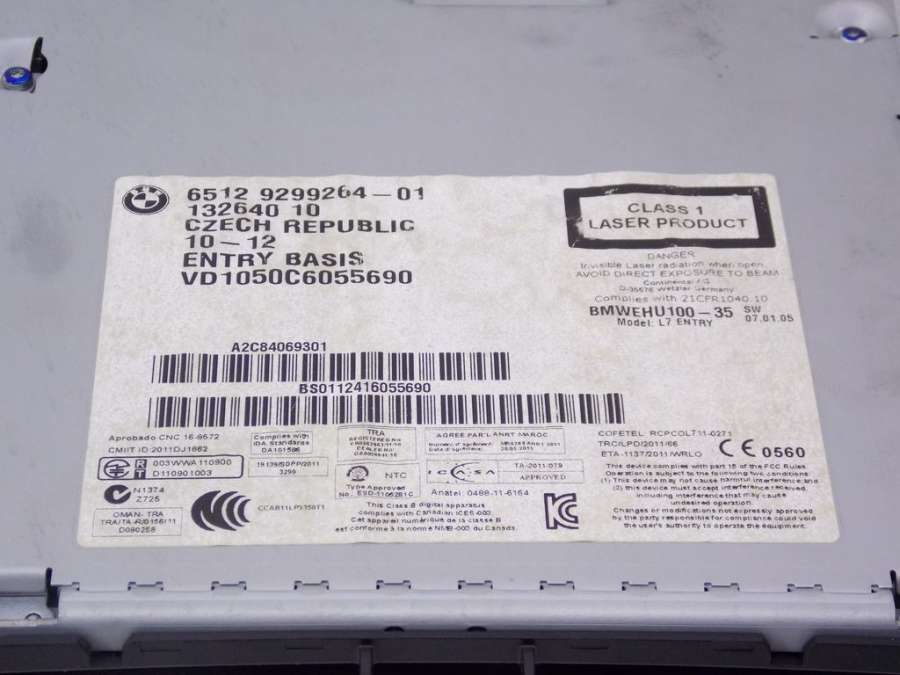 BMW
6512 9299264-01
132640 10
CZECH REPUBLIC
10-12
ENTRY BASIS
VD1050C6055690
CLASS 1
LASER PRODUCT
DANGER
Invisible Laser radiation when open
AVOID DIRECT EXPOSURE TO BEAM
Continental AG
D-35576 Wetzlar Germany
Complies with 21CFR1040.10
BMWEHU100-35 SW
07.01.05
Model: L7 ENTRY
A2C84069301
BS0112416055690
Aprobado CNC 16-9572
CMIIT ID:2011DJ1662
R 003WWA110900
T D110901003
N1374
Z725
OMAN-TRA
D090258
Complies with
IDA Standards
DA101586
TRA
REGISTERED No
DEALER No
AGREE PAR L'ANRT MAROC
NTC
Type Approved
ICASA
TA-2011/079
APPROVED
Anatel: 0488-11-6164
This Class B digital apparatus
complies with Canadian ICES-003.
Cet appareil numérique de la classe B
est conforme à la norme NMB-003 du Canada.
COFETEL: RCPCOL711-0271
TRC/LPD/2011/66
ETA-1137/2011/WRLO
CE 0560
This device complies with part 15 of the FCC Rules
Operation is subject to the following two conditions
(1) This device may not cause harmful interference, and
(2) this device must accept interference received,
including interference that may cause
undesired operation.
Changes or modifications not expressly approved
by the party responsible for compliance could void
the user's authority to operate the equipment.